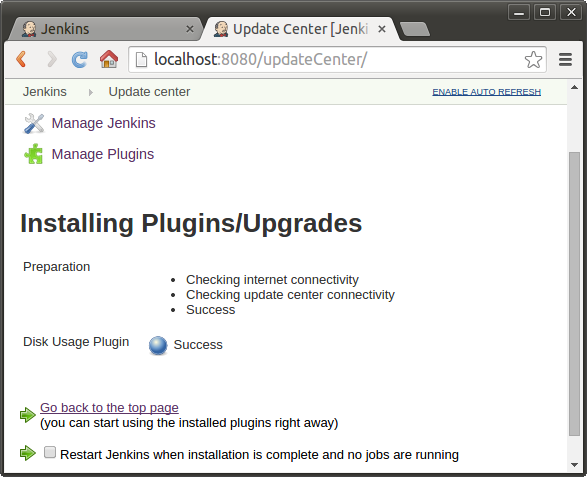 Jenkins
Update Center [Jenki
localhost:8080/updateCenter/
Jenkins Update center ENABLE AUTO REFRESH
Manage Jenkins
Manage Plugins
Installing Plugins/Upgrades
Preparation
Checking internet connectivity
Checking update center connectivity
Success
Disk Usage Plugin Success
Go back to the top page
(you can start using the installed plugins right away)
Restart Jenkins when installation is complete and no jobs are running